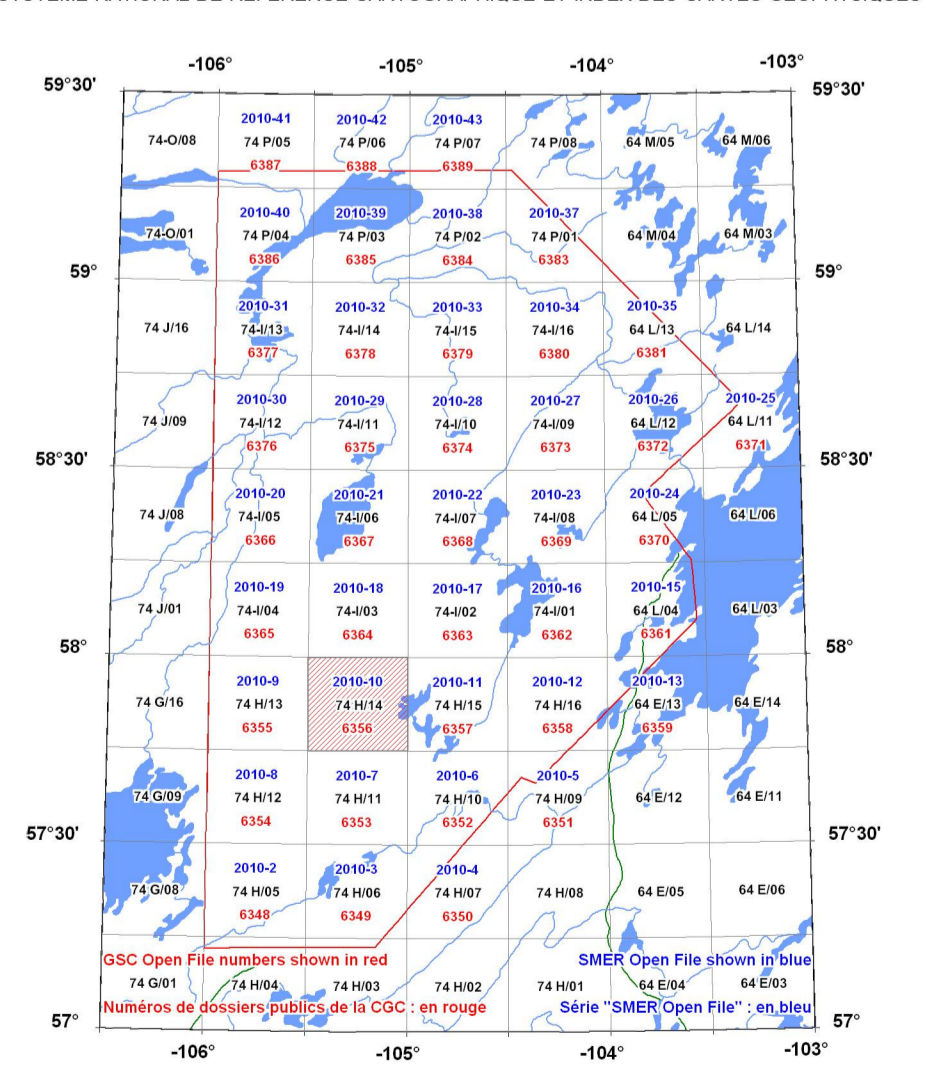 -106° -105° -104° -103°
59°30' 59°30'
2010-41 2010-42 2010-43
74-O/08 74 P/05 74 P/06 74 P/07 74 P/08 64 M/05 64 M/06
6387 6388 6389
2010-40 2010-39 2010-38 2010-37
74-O/01 74 P/04 74 P/03 74 P/02 74 P/01 64 M/04 64 M/03
6386 6385 6384 6383
59° 59°
2010-31 2010-32 2010-33 2010-34 2010-35
74 J/16 74-I/13 74-I/14 74-I/15 74-I/16 64 L/13 64 L/14
6377 6378 6379 6380 6381
2010-30 2010-29 2010-28 2010-27 2010-26 2010-25
74 J/09 74-I/12 74-I/11 74-I/10 74-I/09 64 L/12 64 L/11
6376 6375 6374 6373 6372 6371
58°30' 58°30'
2010-20 2010-21 2010-22 2010-23 2010-24
74 J/08 74-I/05 74-I/06 74-I/07 74-I/08 64 L/05 64 L/06
6366 6367 6368 6369 6370
2010-19 2010-18 2010-17 2010-16 2010-15
74 J/01 74-I/04 74-I/03 74-I/02 74-I/01 64 L/04 64 L/03
6365 6364 6363 6362 6361
58° 58°
2010-9 2010-10 2010-11 2010-12 2010-13
74 G/16 74 H/13 74 H/14 74 H/15 74 H/16 64 E/13 64 E/14
6355 6356 6357 6358 6359
2010-8 2010-7 2010-6 2010-5
74 G/09 74 H/12 74 H/11 74 H/10 74 H/09 64 E/12 64 E/11
6354 6353 6352 6351
57°30' 57°30'
2010-2 2010-3 2010-4
74 G/08 74 H/05 74 H/06 74 H/07 74 H/08 64 E/05 64 E/06
6348 6349 6350
GSC Open File numbers shown in red SMER Open File shown in blue
74 G/01 74 H/04 74 H/03 74 H/02 74 H/01 64 E/04 64 E/03
Numéros de dossiers publics de la CGC : en rouge Série "SMER Open File" : en bleu
57° 57°
-106° -105° -104° -103°